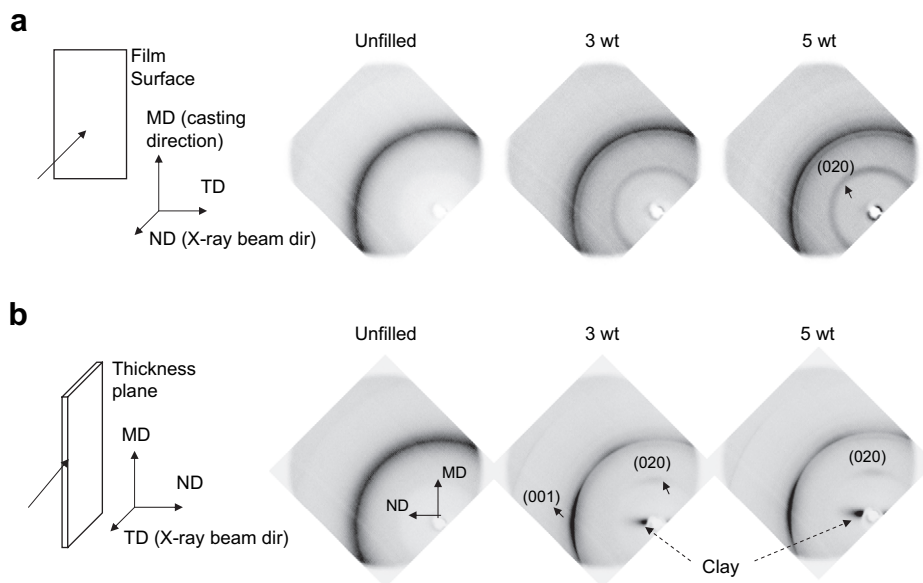 a
Unfilled
3 wt
5 wt
Film
Surface
MD (casting
direction)
TD
ND (X-ray beam dir)
(020)
b
Unfilled
3 wt
5 wt
Thickness
plane
MD
ND
TD (X-ray beam dir)
MD
ND
(001)
(020)
(020)
Clay